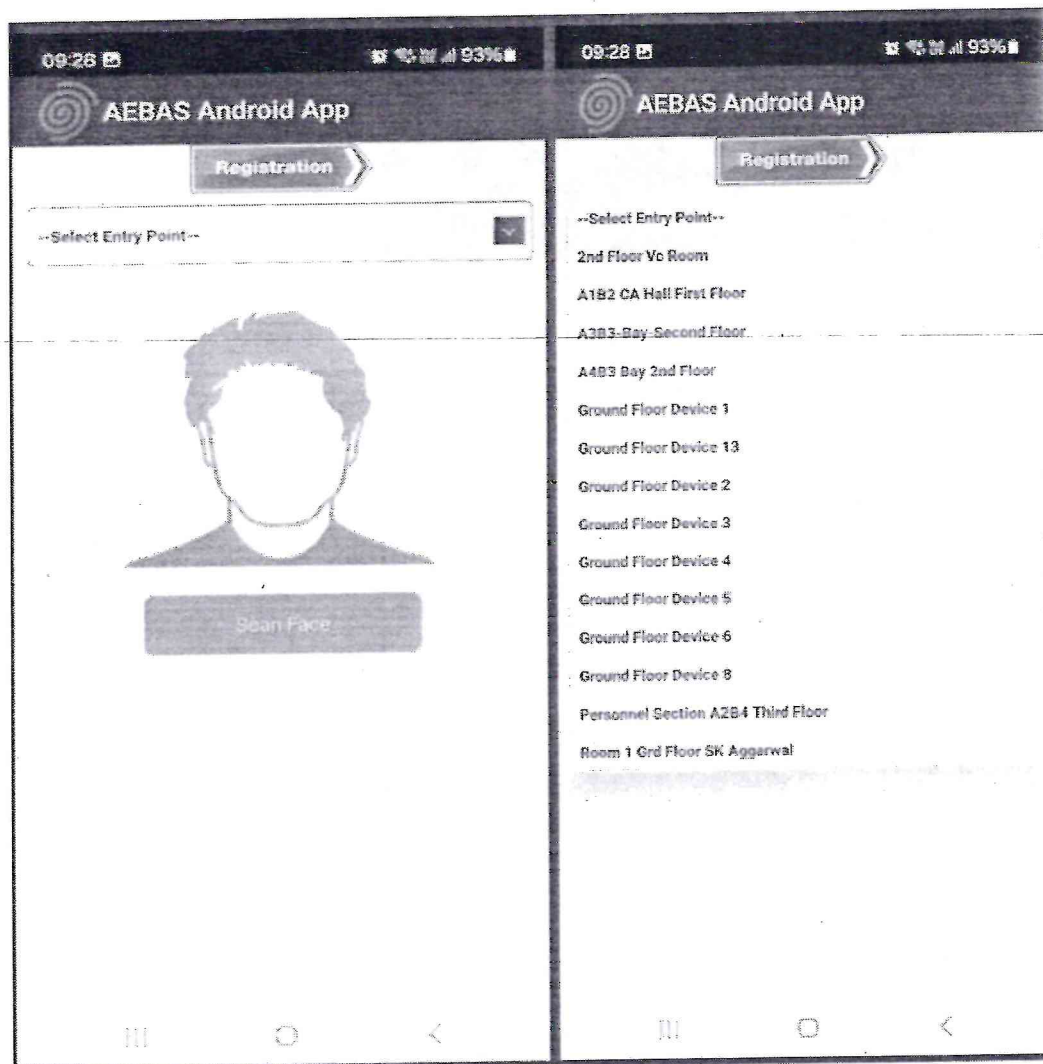 09:28
93%
AEBAS Android App
Registration
--Select Entry Point--
Scan Face
09:28
93%
AEBAS Android App
Registration
--Select Entry Point--
2nd Floor Vc Room
A1B2 CA Hall First Floor
A3B3-Bay-Second Floor
A4B3 Bay 2nd Floor
Ground Floor Device 1
Ground Floor Device 13
Ground Floor Device 2
Ground Floor Device 3
Ground Floor Device 4
Ground Floor Device 5
Ground Floor Device 6
Ground Floor Device 8
Personnel Section A2B4 Third Floor
Room 1 Grd Floor SK Aggarwal